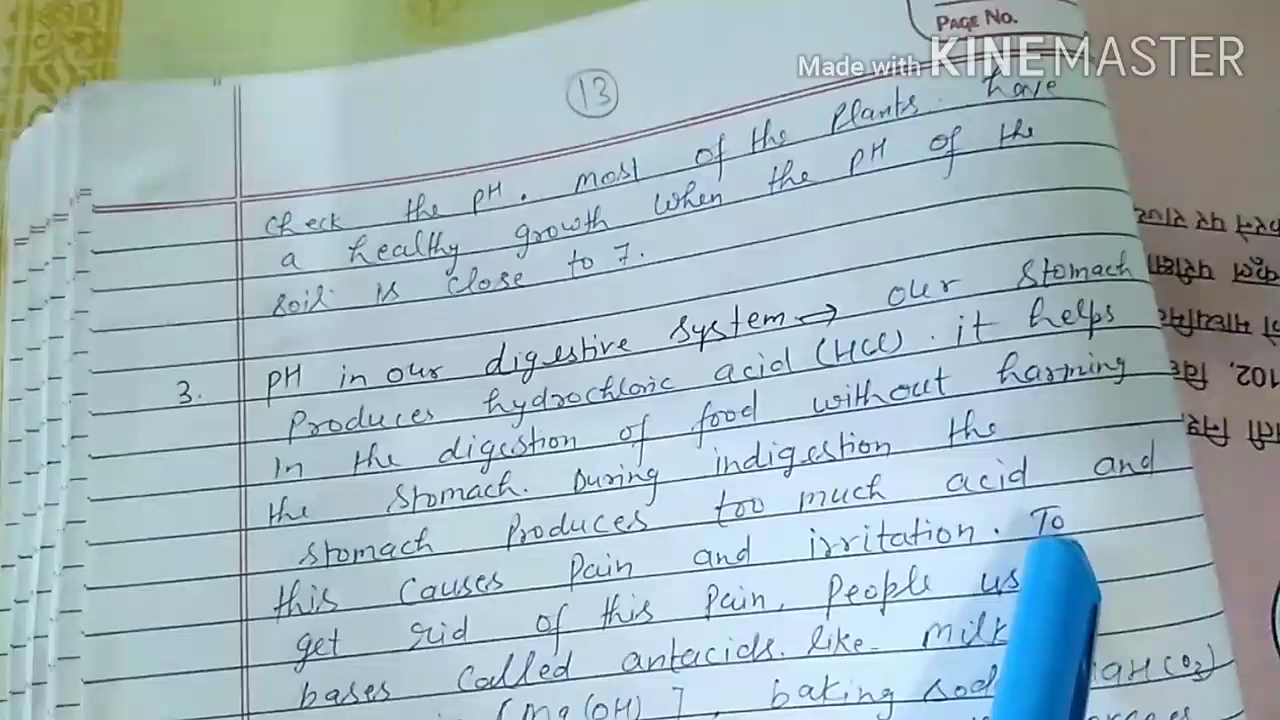 PAGE NO.
Made with KINEMASTER
13
check the pH. most of the plants have
a healthy growth when the pH of the
soil is close to 7.
3. pH in our digestive system → our stomach
produces hydrochloric acid (HCl). it helps
in the digestion of food without harming
the stomach. During indigestion the
stomach produces too much acid and
this causes pain and irritation. To
get rid of this pain, people us
bases called antacids. like milk
[Mg(OH) ], baking sod